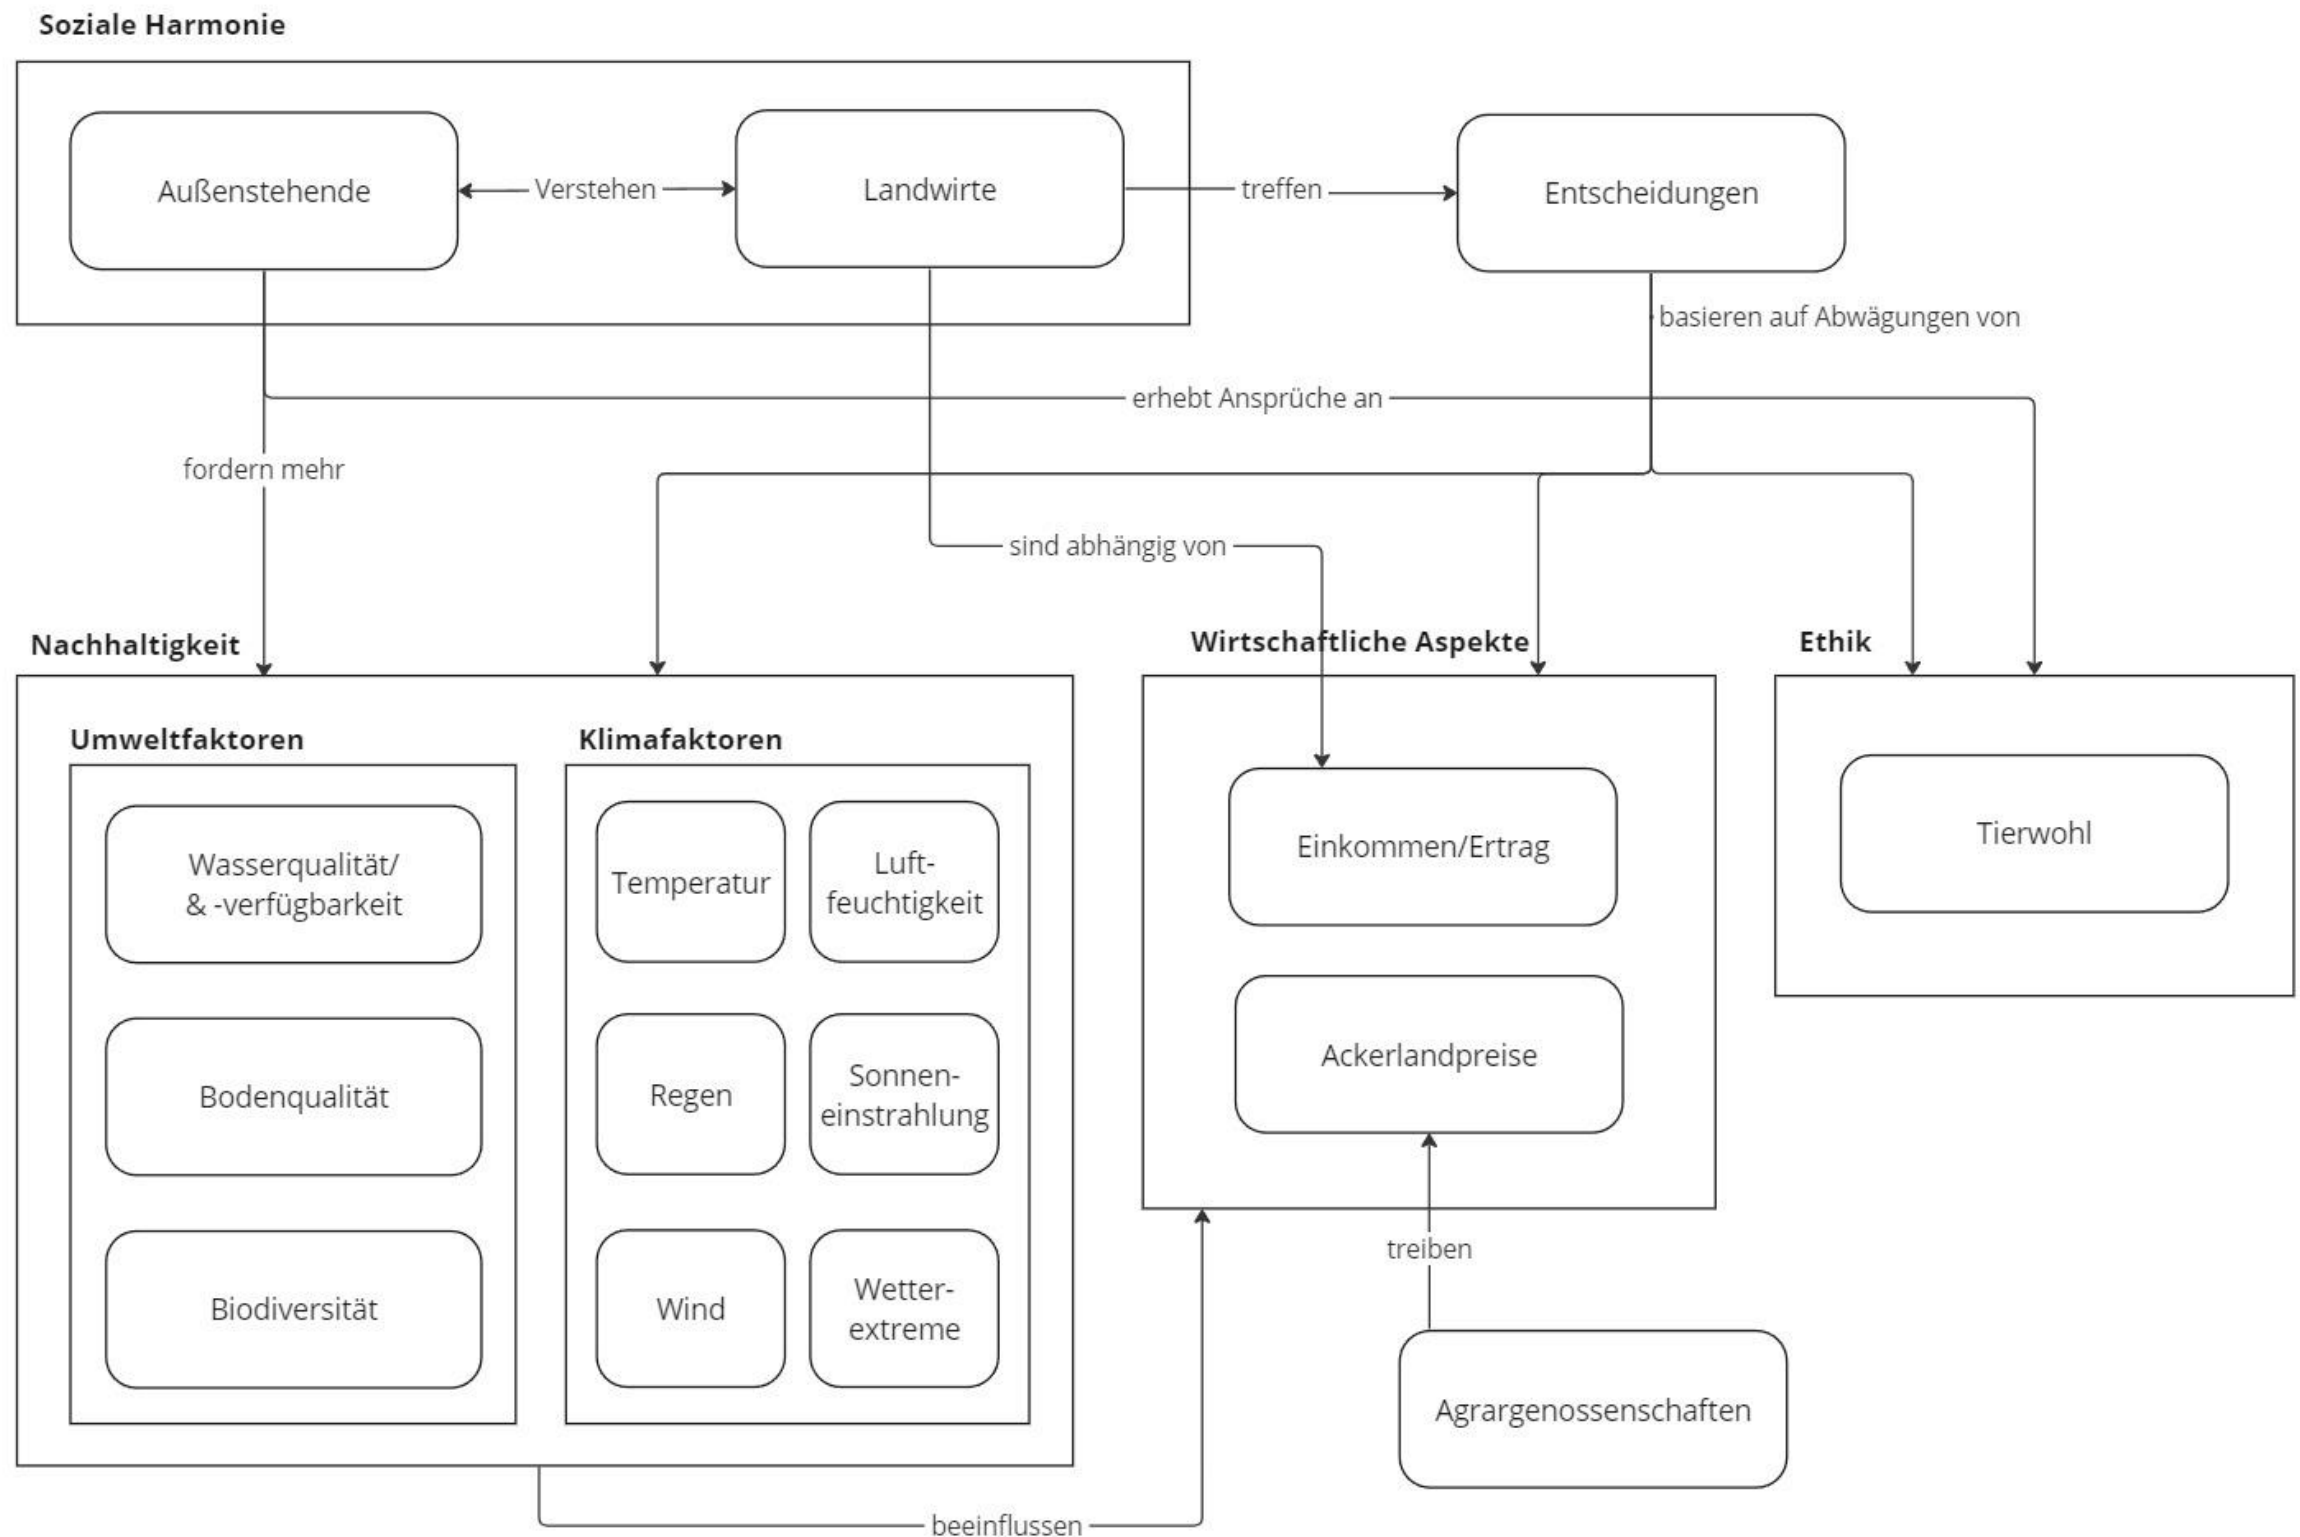 Soziale Harmonie
Außenstehende
Verstehen
Landwirte
treffen
Entscheidungen
basieren auf Abwägungen von
erhebt Ansprüche an
fordern mehr
sind abhängig von
Nachhaltigkeit
Wirtschaftliche Aspekte
Ethik
Umweltfaktoren
Klimafaktoren
Wasserqualität/
& -verfügbarkeit
Temperatur
Luft-
feuchtigkeit
Einkommen/Ertrag
Tierwohl
Bodenqualität
Regen
Sonnen-
einstrahlung
Ackerlandpreise
Biodiversität
Wind
Wetter-
extreme
treiben
Agrargenossenschaften
beeinflussen